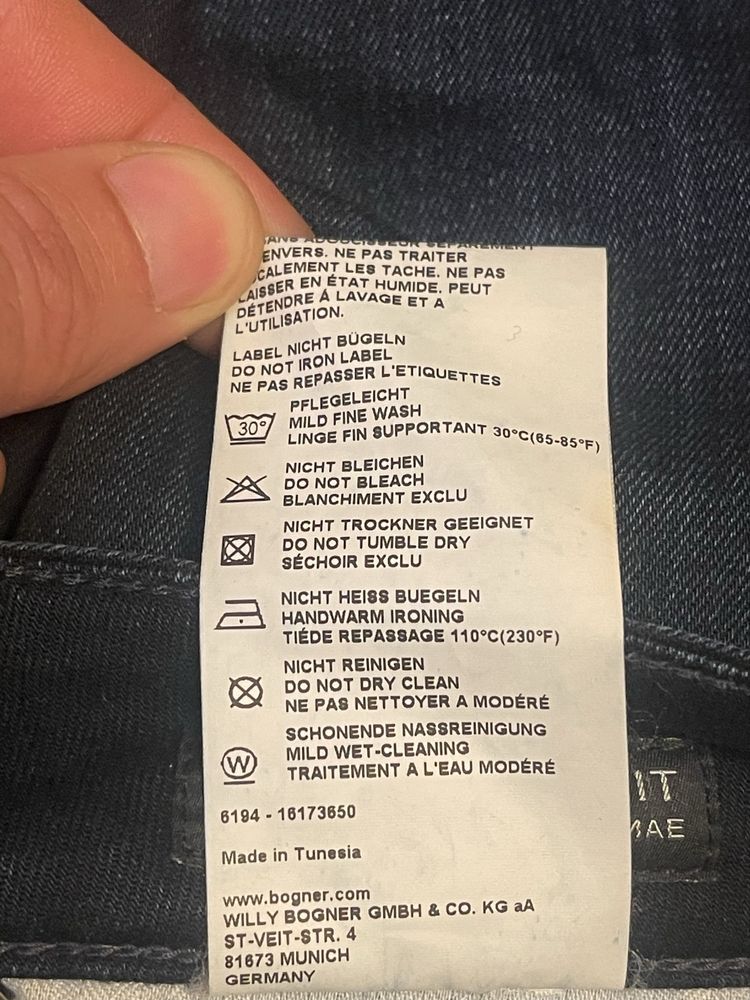 SANS ADOUCISSEUR SEPARÉMENT
ENVERS. NE PAS TRAITER
LOCALEMENT LES TACHE. NE PAS
LAISSER EN ÉTAT HUMIDE. PEUT
DÉTENDRE Á LAVAGE ET A
L'UTILISATION.
LABEL NICHT BÜGELN
DO NOT IRON LABEL
NE PAS REPASSER L'ETIQUETTES
30°
PFLEGELEICHT
MILD FINE WASH
LINGE FIN SUPPORTANT 30°C(65-85°F)
NICHT BLEICHEN
DO NOT BLEACH
BLANCHIMENT EXCLU
NICHT TROCKNER GEEIGNET
DO NOT TUMBLE DRY
SÉCHOIR EXCLU
NICHT HEISS BUEGELN
HANDWARM IRONING
TIÉDE REPASSAGE 110°C(230°F)
NICHT REINIGEN
DO NOT DRY CLEAN
NE PAS NETTOYER A MODÉRÉ
W
SCHONENDE NASSREINIGUNG
MILD WET-CLEANING
TRAITEMENT A L'EAU MODÉRÉ
6194 - 16173650
Made in Tunesia
www.bogner.com
WILLY BOGNER GMBH & CO. KG aA
ST-VEIT-STR. 4
81673 MUNICH
GERMANY